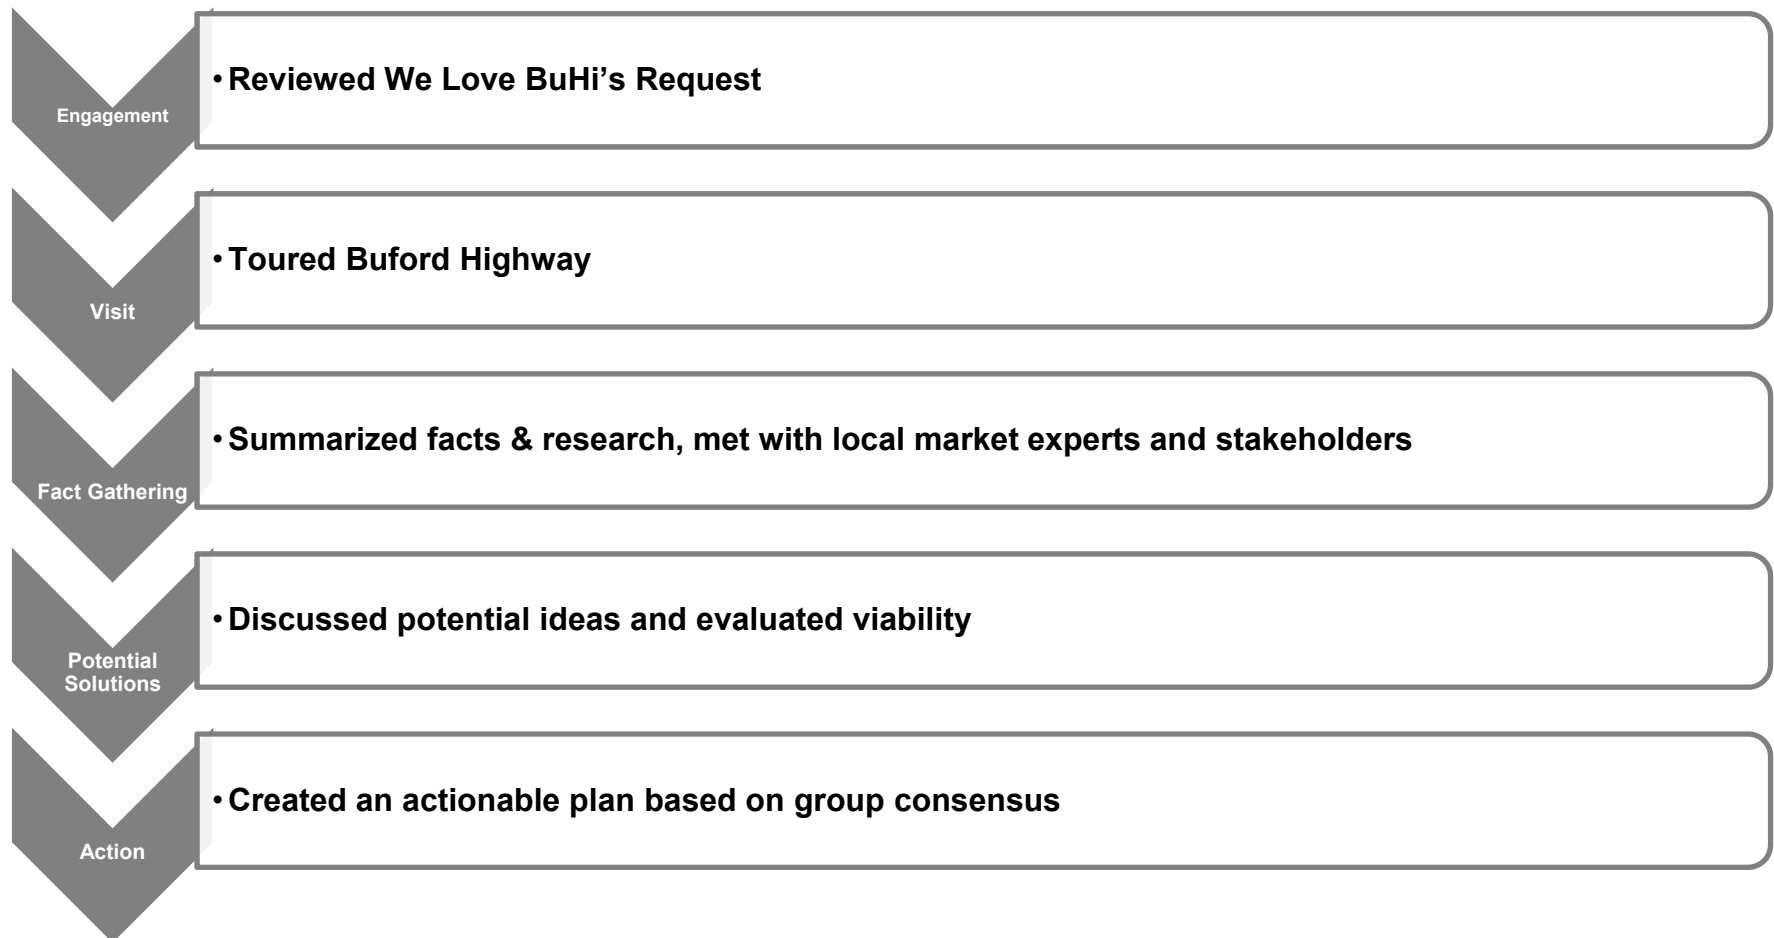 Engagement
• Reviewed We Love BuHi’s Request
Visit
• Toured Buford Highway
Fact Gathering
• Summarized facts & research, met with local market experts and stakeholders
Potential
Solutions
• Discussed potential ideas and evaluated viability
Action
• Created an actionable plan based on group consensus